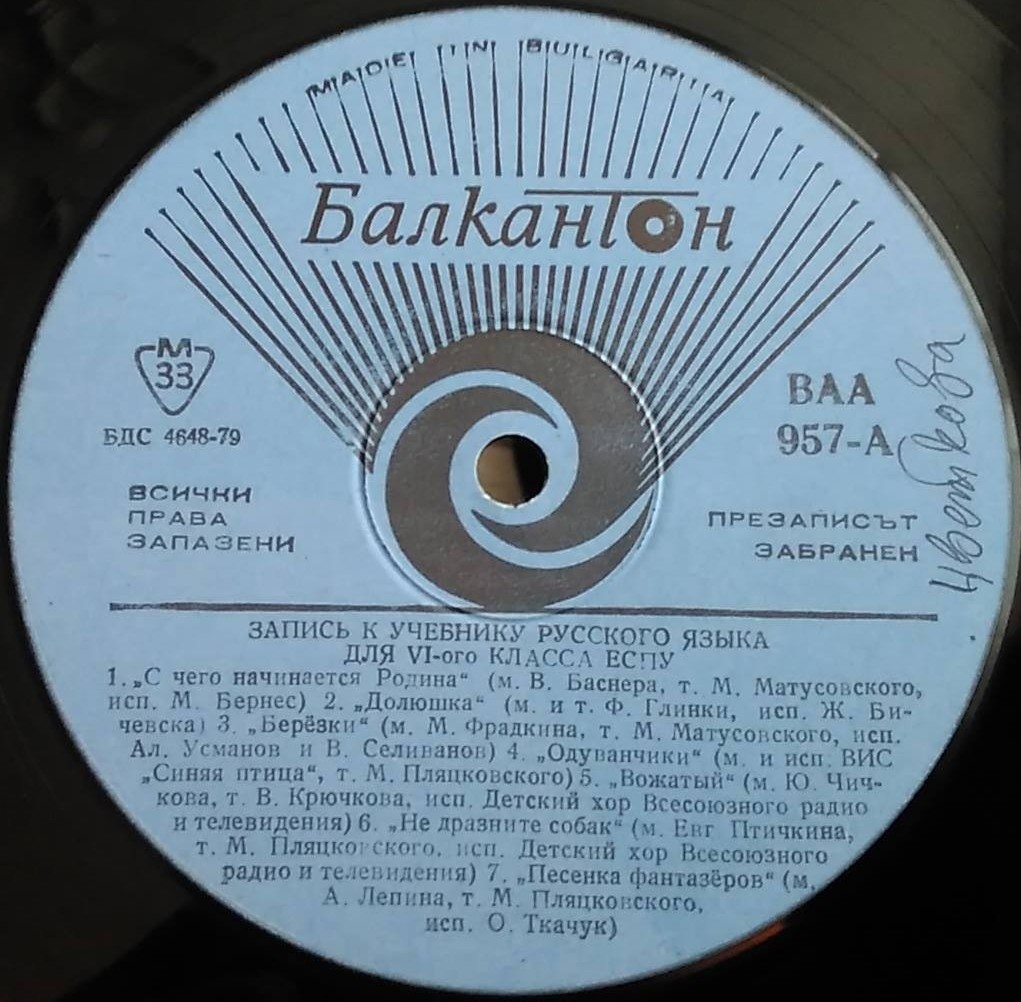 MADE IN BULGARIA
БалканТон
М
33
БДС 4648-79
ВАА
957-А
Цветкова
ВСИЧКИ
ПРАВА
ЗАПАЗЕНИ
ПРЕЗАПИСЪТ
ЗАБРАНЕН
ЗАПИСЬ К УЧЕБНИКУ РУССКОГО ЯЗЫКА
ДЛЯ VI-ого КЛАССА ЕСПУ
1. „С чего начинается Родина“ (м. В. Баснера, т. М. Матусовского,
исп. М. Бернес) 2. „Долюшка“ (м. и т. Ф. Глинки, исп. Ж. Би-
чевска) 3. „Берёзки“ (м. М. Фрадкина, т. М. Матусовского, исп.
Ал. Усманов и В. Селиванов) 4. „Одуванчики“ (м. и исп. ВИС
„Синяя птица“, т. М. Пляцковского) 5. „Вожатый“ (м. Ю. Чич-
кова, т. В. Крючкова, исп. Детский хор Всесоюзного радио
и телевидения) 6. „Не дразните собак“ (м. Евг Птичкина,
т. М. Пляцковского, исп. Детский хор Всесоюзного
радио и телевидения) 7. „Песенка фантазёров“ (м.
А. Лепина, т. М. Пляцковского,
исп. О. Ткачук)